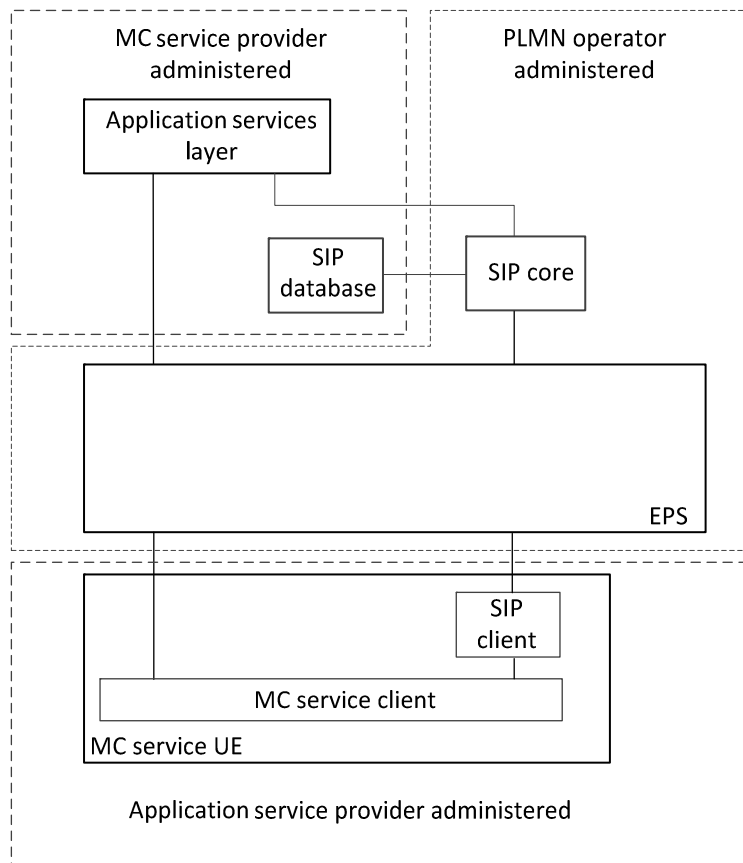 MC service provider
administered
PLMN operator
administered
Application services
layer
SIP
database
SIP core
EPS
SIP
client
MC service client
MC service UE
Application service provider administered